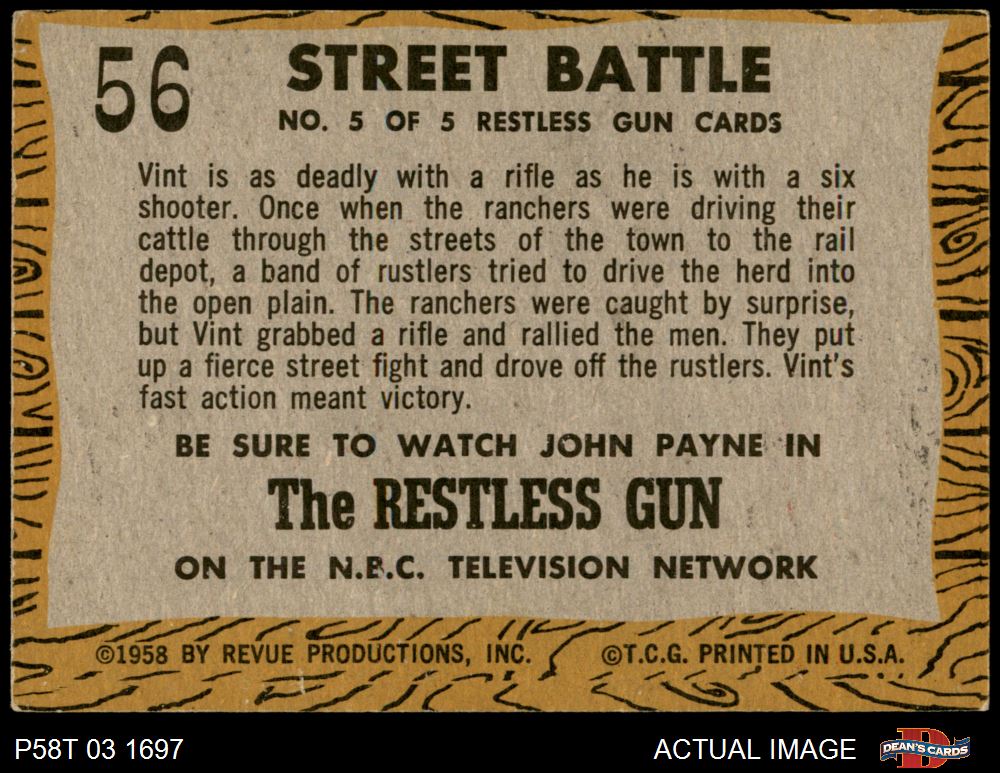 56
STREET BATTLE
NO. 5 OF 5 RESTLESS GUN CARDS
Vint is as deadly with a rifle as he is with a six
shooter. Once when the ranchers were driving their
cattle through the streets of the town to the rail
depot, a band of rustlers tried to drive the herd into
the open plain. The ranchers were caught by surprise,
but Vint grabbed a rifle and rallied the men. They put
up a fierce street fight and drove off the rustlers. Vint's
fast action meant victory.
BE SURE TO WATCH JOHN PAYNE IN
The RESTLESS GUN
ON THE N.B.C. TELEVISION NETWORK
©1958 BY REVUE PRODUCTIONS, INC. ©T.C.G. PRINTED IN U.S.A.
P58T 03 1697 ACTUAL IMAGE DEAN'S CARDS